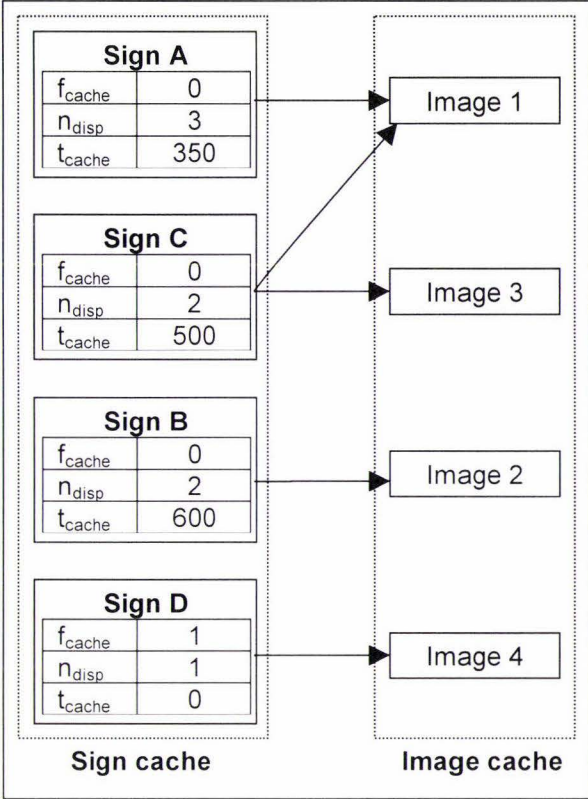 Sign A
f_cache 0
n_disp 3
t_cache 350
Image 1
Sign C
f_cache 0
n_disp 2
t_cache 500
Image 3
Sign B
f_cache 0
n_disp 2
t_cache 600
Image 2
Sign D
f_cache 1
n_disp 1
t_cache 0
Image 4
Sign cache Image cache